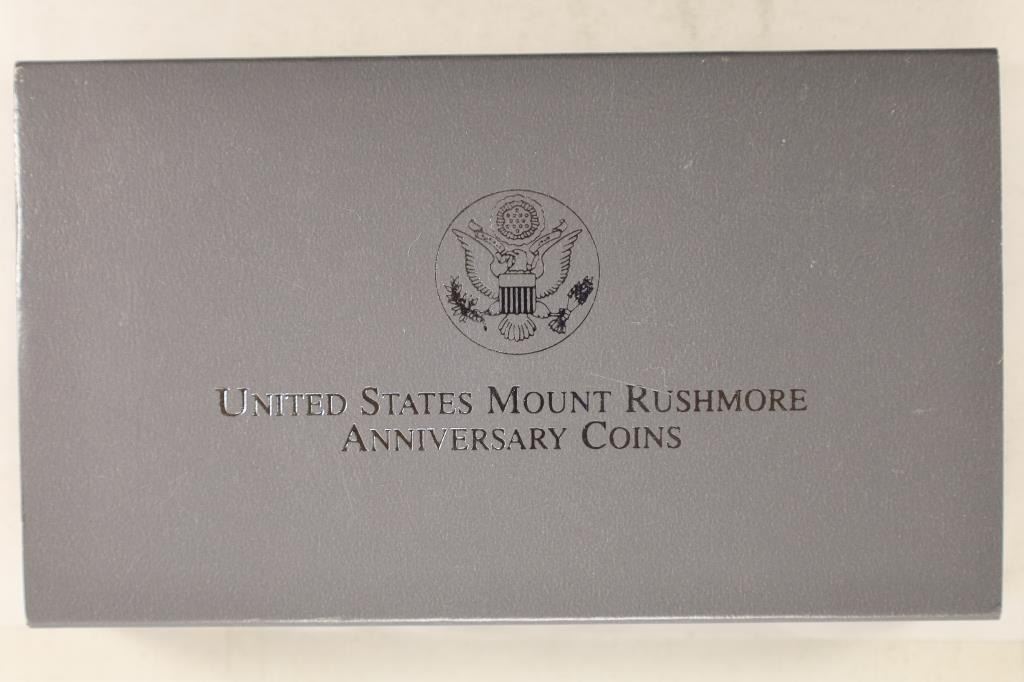 United States Mount Rushmore
Anniversary Coins